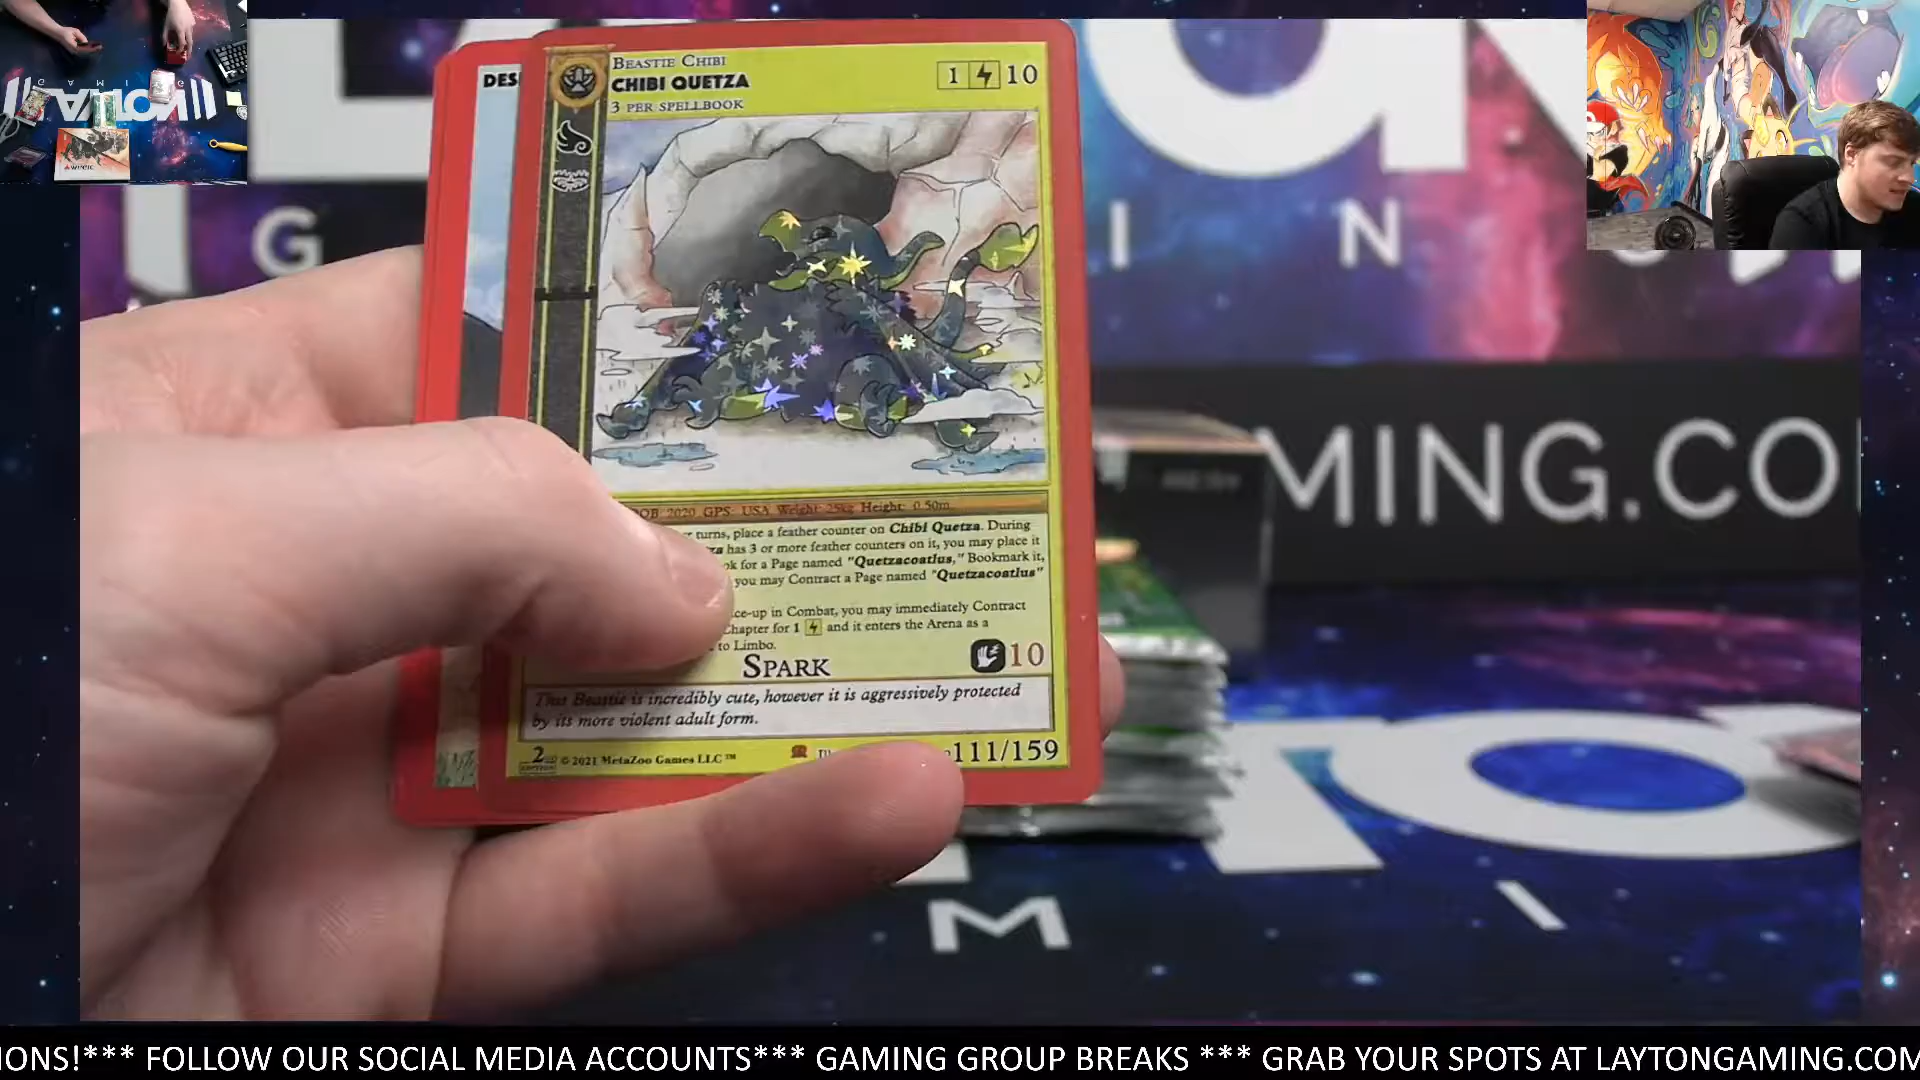 DES
BEASTIE CHIBI
CHIBI QUETZA
3 PER SPELLBOOK
1 10
DOB: 2020 GPS: USA Weight: 25kg Height: 0.50m
turns, place a feather counter on Chibi Quetza. During
has 3 or more feather counters on it, you may place it
for a Page named "Quetzacoatlus," Bookmark it,
you may Contract a Page named "Quetzacoatlus"
in Combat, you may immediately Contract
Chapter for 1 and it enters the Arena as a
to Limbo.
SPARK
10
This Beastie is incredibly cute, however it is aggressively protected
by its more violent adult form.
2ND EDITION © 2021 MetaZoo Games LLC™
111/159
G I N
MING.CO
M I
IONS!*** FOLLOW OUR SOCIAL MEDIA ACCOUNTS*** GAMING GROUP BREAKS *** GRAB YOUR SPOTS AT LAYTONGAMING.COM